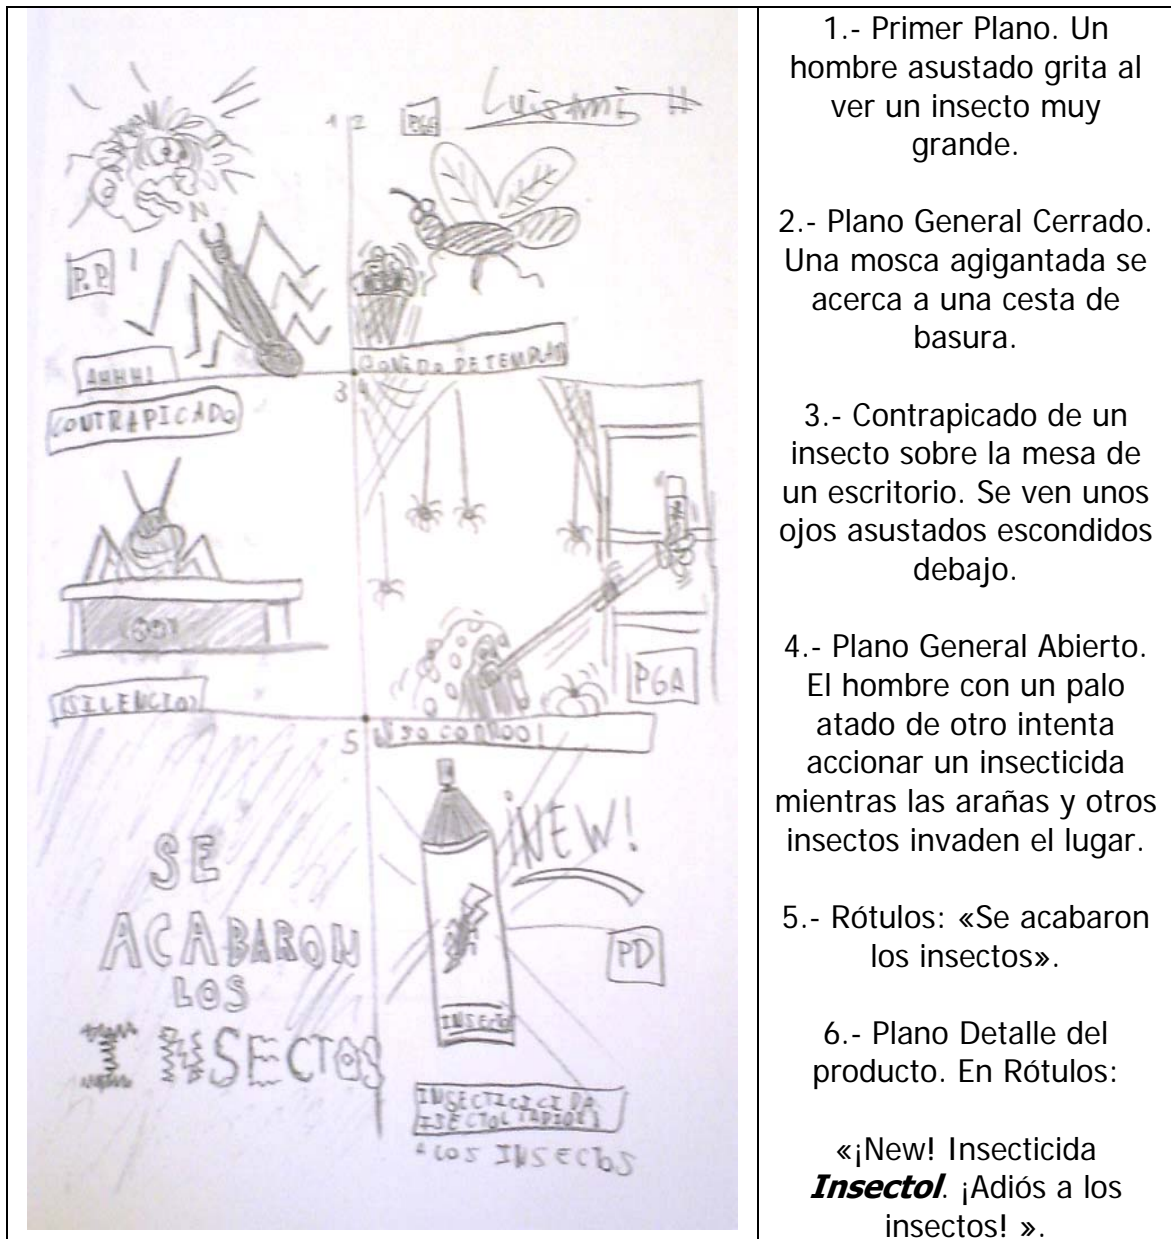 1 2
P.P.
AHHH!
CONTRAPICADO
3 4
(SILENCIO)
PGA
5
SE
ACABARON
LOS
INSECTOS
¡NEW!
PD
A LOS INSECTOS
1.- Primer Plano. Un
hombre asustado grita al
ver un insecto muy
grande.
2.- Plano General Cerrado.
Una mosca agigantada se
acerca a una cesta de
basura.
3.- Contrapicado de un
insecto sobre la mesa de
un escritorio. Se ven unos
ojos asustados escondidos
debajo.
4.- Plano General Abierto.
El hombre con un palo
atado de otro intenta
accionar un insecticida
mientras las arañas y otros
insectos invaden el lugar.
5.- Rótulos: «Se acabaron
los insectos».
6.- Plano Detalle del
producto. En Rótulos:
«¡New! Insecticida
Insectol. ¡Adiós a los
insectos! ».